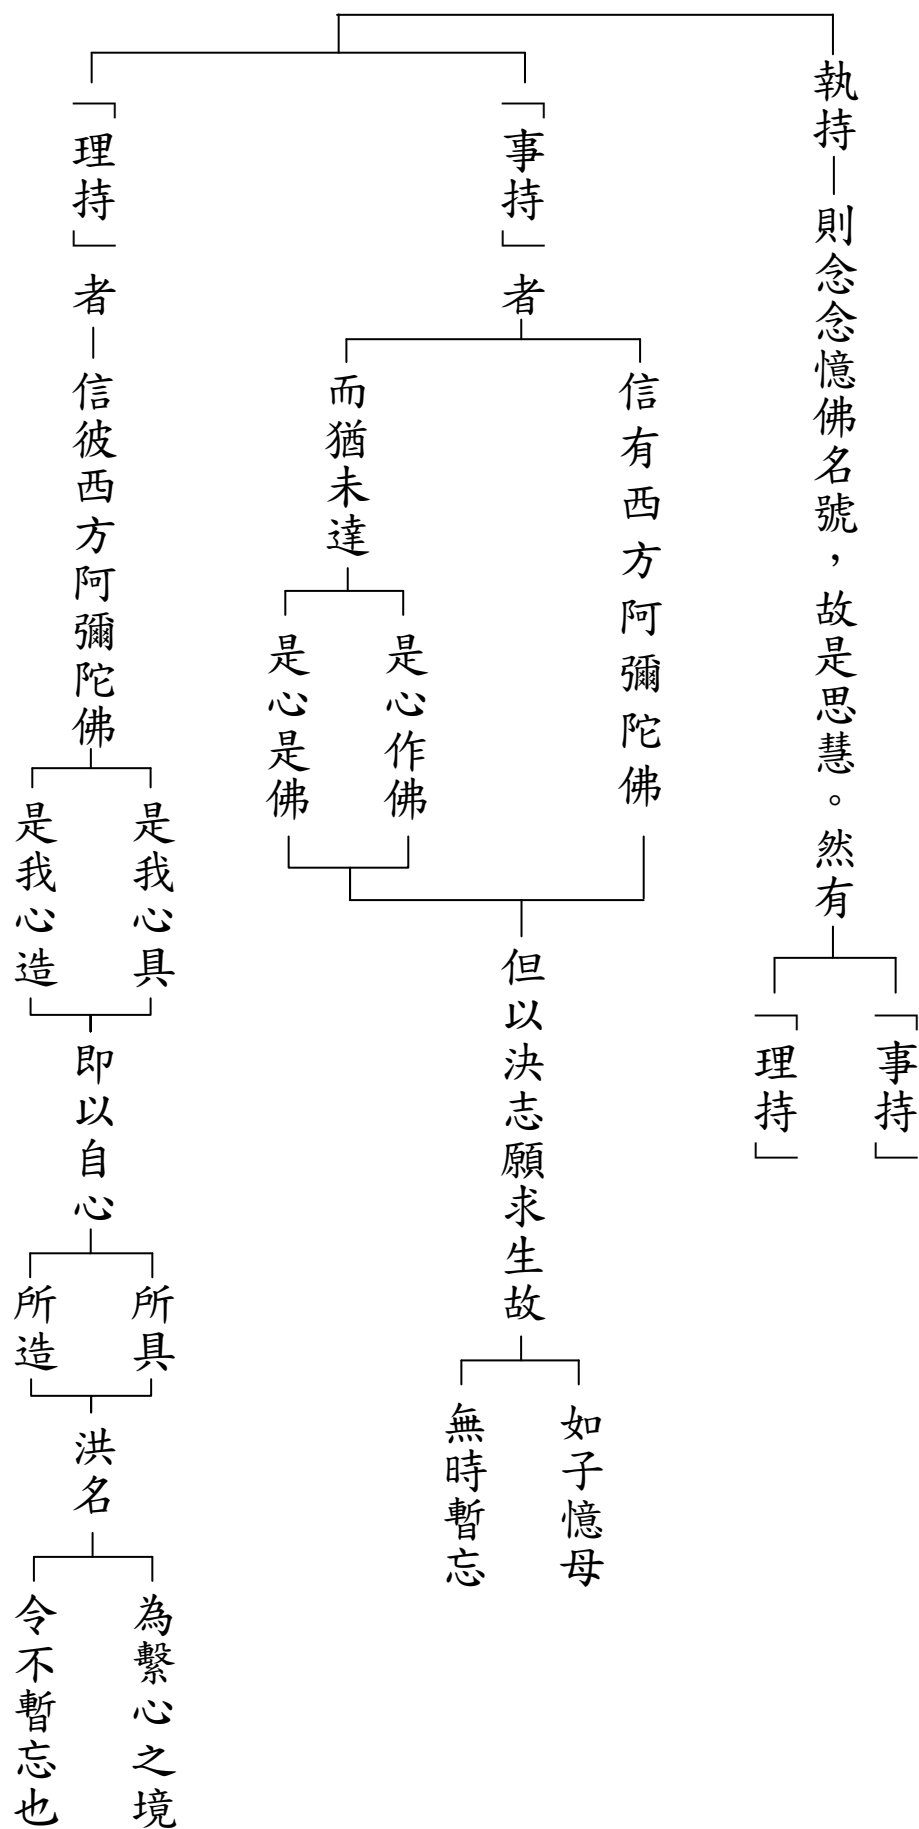 執持－則念念憶佛名號，故是思慧。然有
「事持」
「理持」
「事持」者
信有西方阿彌陀佛
而猶未達
是心作佛
是心是佛
但以決志願求生故
如子憶母
無時暫忘
「理持」者－信彼西方阿彌陀佛
是我心具
是我心造
即以自心
所具
所造
洪名
為繫心之境
令不暫忘也